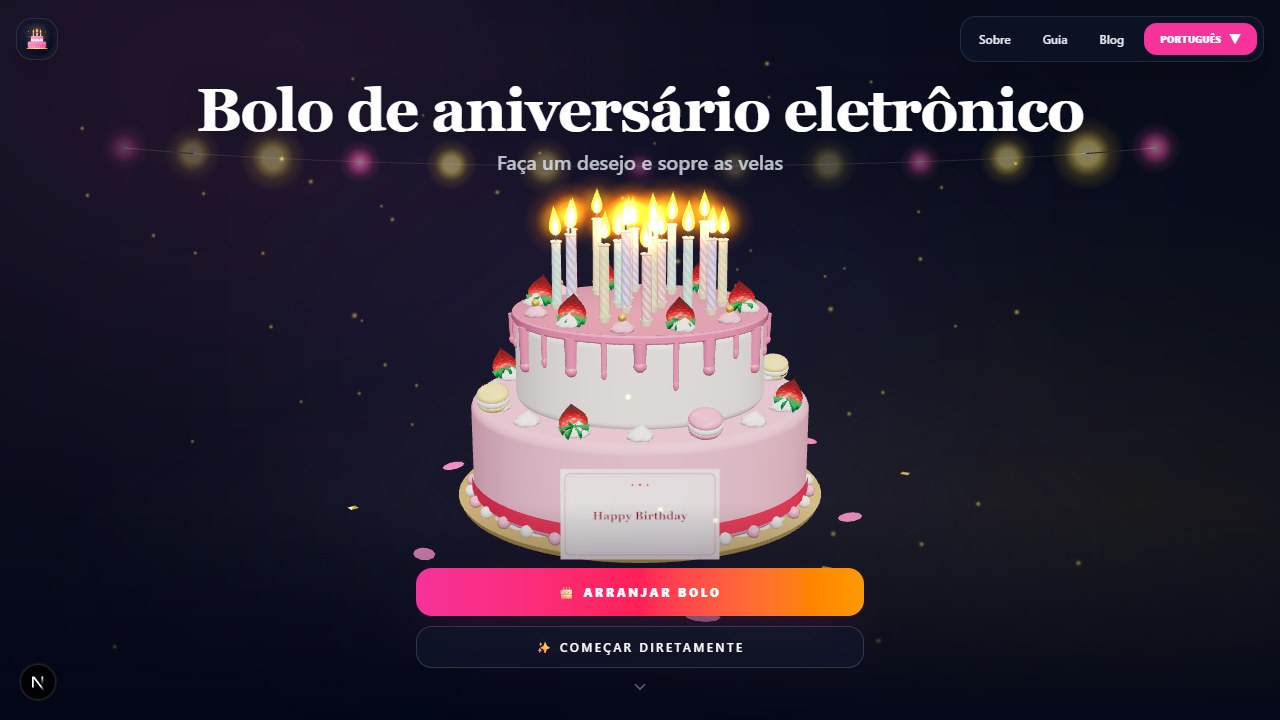 Sobre
Guia
Blog
PORTUGUÊS ▼
Bolo de aniversário eletrônico
Faça um desejo e sopre as velas
Happy Birthday
🎂 ARRANJAR BOLO
✨ COMEÇAR DIRETAMENTE
N